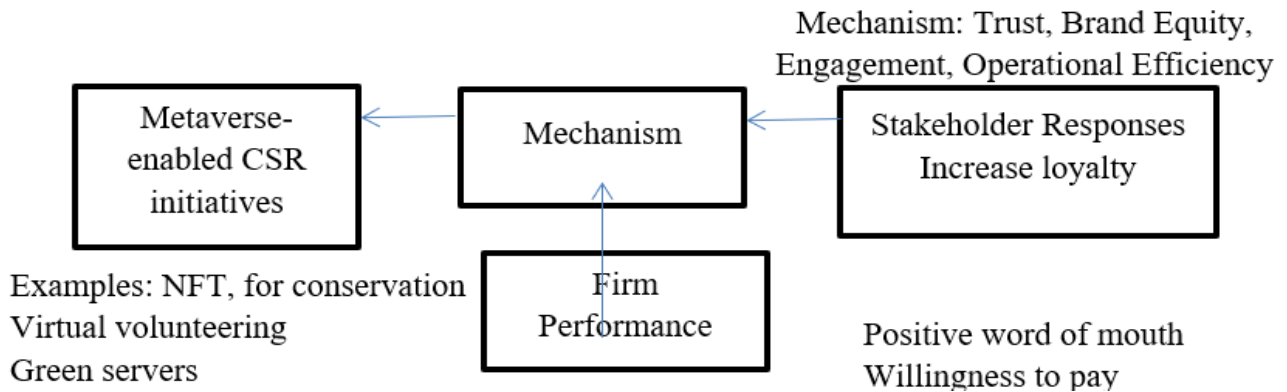 Mechanism: Trust, Brand Equity,
Engagement, Operational Efficiency
Metaverse-
enabled CSR
initiatives
Mechanism
Stakeholder Responses
Increase loyalty
Firm
Performance
Examples: NFT, for conservation
Virtual volunteering
Green servers
Positive word of mouth
Willingness to pay